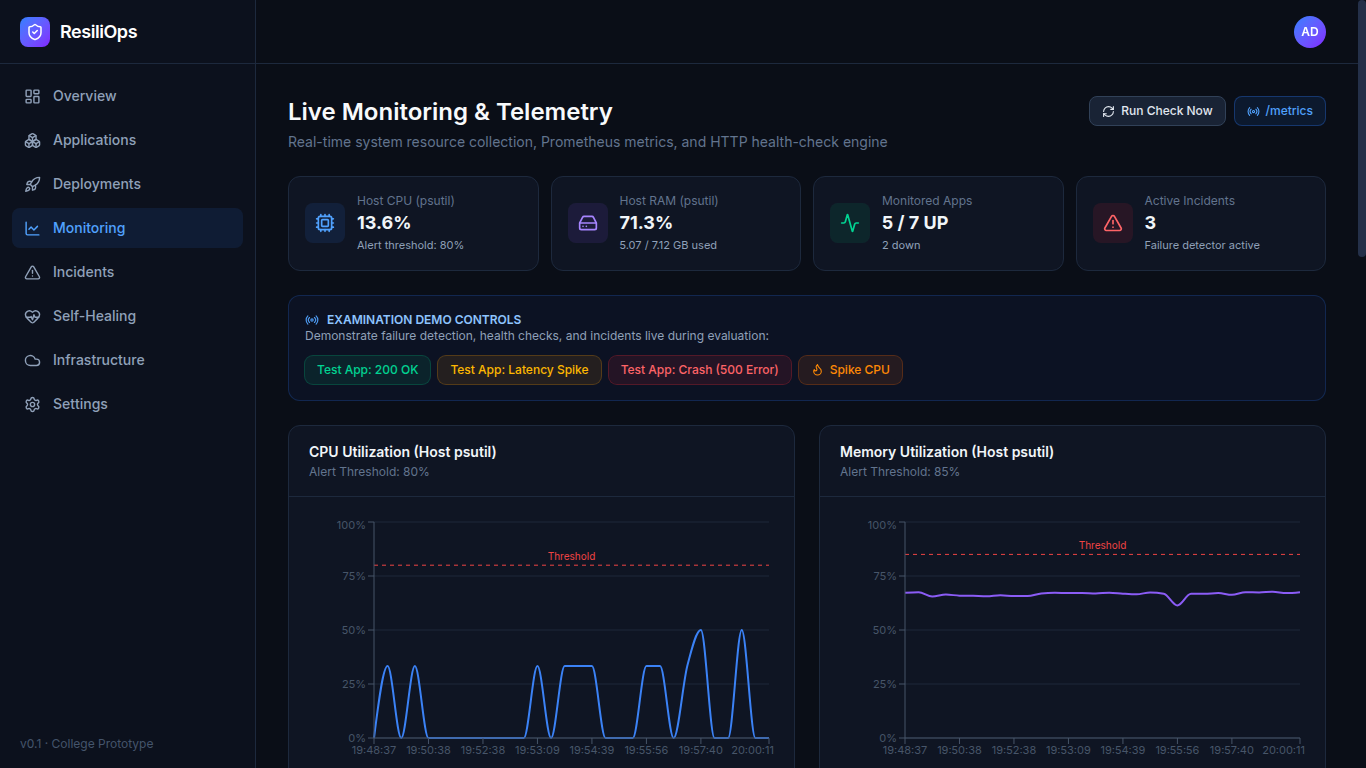 ResiliOps
AD
Overview
Applications
Deployments
Monitoring
Incidents
Self-Healing
Infrastructure
Settings
v0.1 · College Prototype
Live Monitoring & Telemetry
Real-time system resource collection, Prometheus metrics, and HTTP health-check engine
Run Check Now
/metrics
Host CPU (psutil)
13.6%
Alert threshold: 80%
Host RAM (psutil)
71.3%
5.07 / 7.12 GB used
Monitored Apps
5 / 7 UP
2 down
Active Incidents
3
Failure detector active
EXAMINATION DEMO CONTROLS
Demonstrate failure detection, health checks, and incidents live during evaluation:
Test App: 200 OK
Test App: Latency Spike
Test App: Crash (500 Error)
Spike CPU
CPU Utilization (Host psutil)
Alert Threshold: 80%
100%
Threshold
75%
50%
25%
0%
19:48:37 19:50:38 19:52:38 19:53:09 19:54:39 19:55:56 19:57:40 20:00:11
Memory Utilization (Host psutil)
Alert Threshold: 85%
100%
Threshold
75%
50%
25%
0%
19:48:37 19:50:38 19:52:38 19:53:09 19:54:39 19:55:56 19:57:40 20:00:11